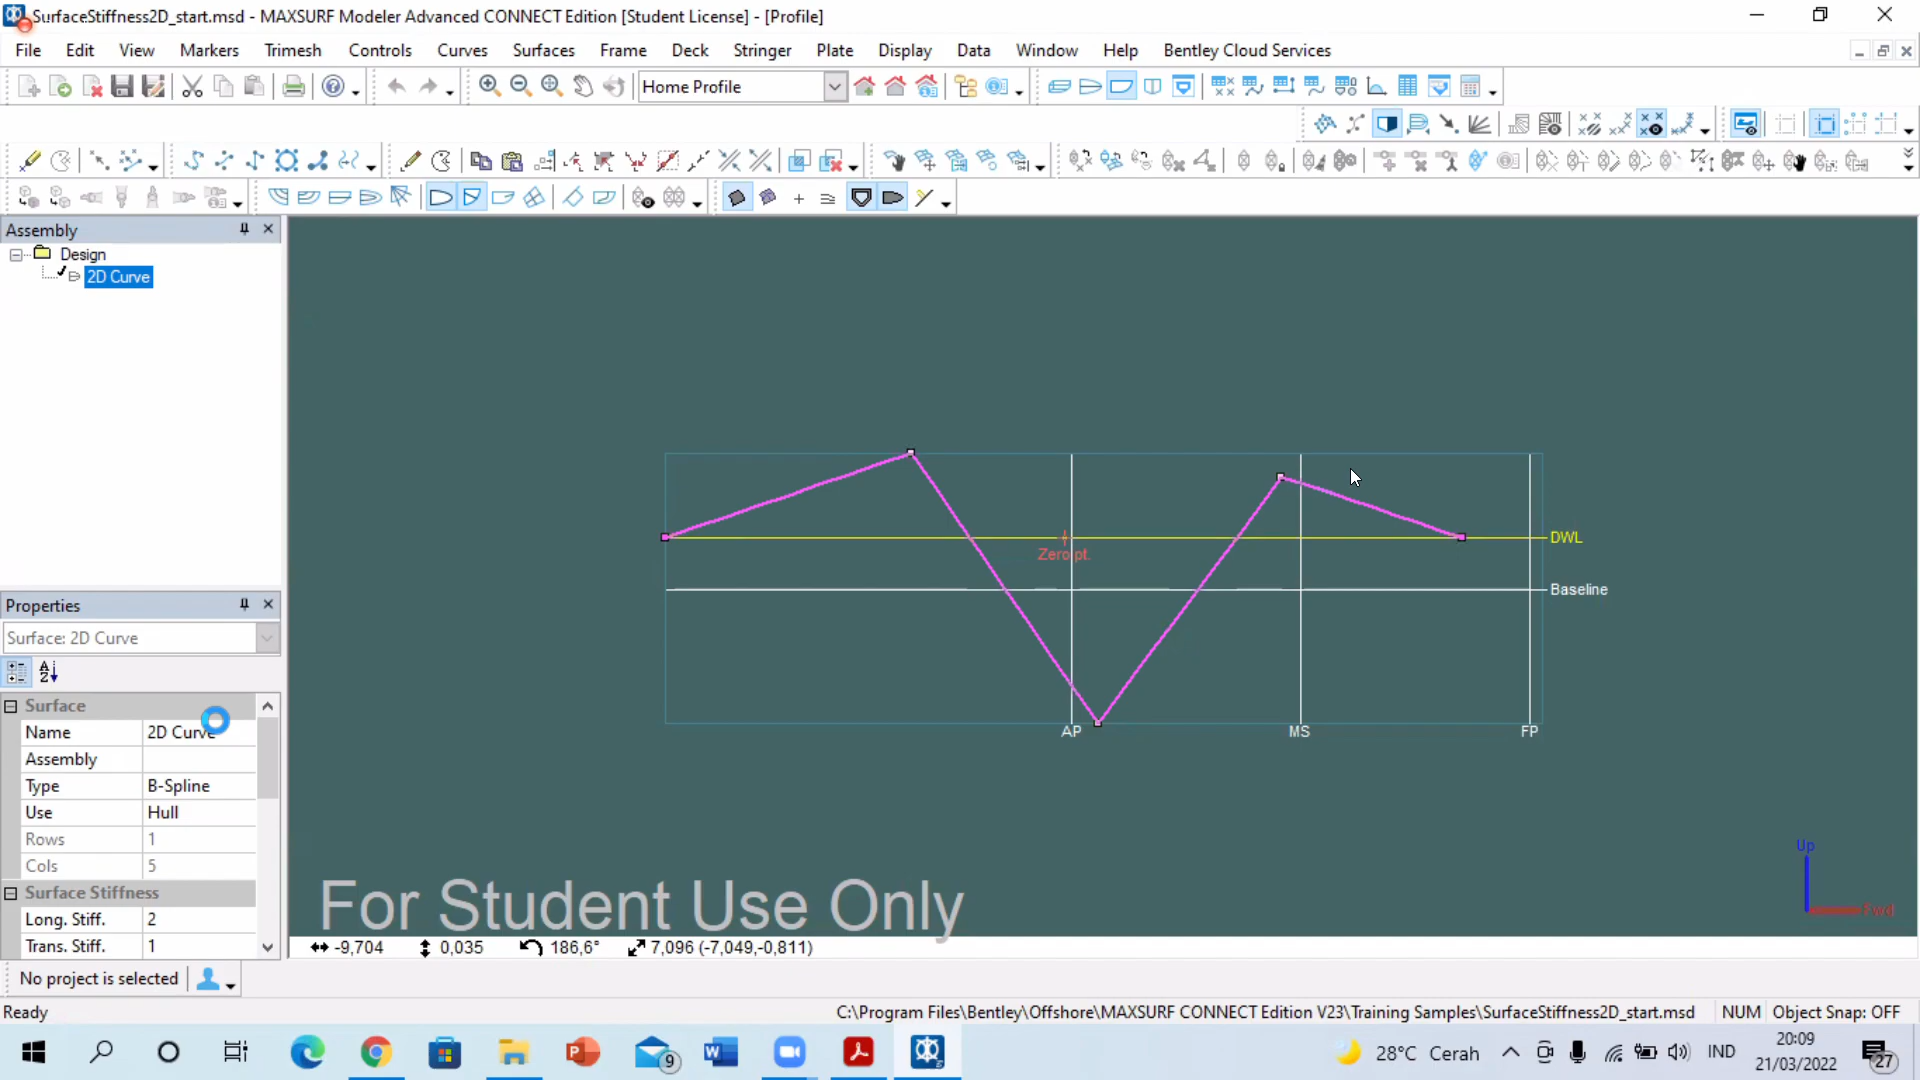 SurfaceStiffness2D_start.msd - MAXSURF Modeler Advanced CONNECT Edition [Student License] - [Profile]
File Edit View Markers Trimesh Controls Curves Surfaces Frame Deck Stringer Plate Display Data Window Help Bentley Cloud Services
Home Profile
Assembly
Design
2D Curve
Properties
Surface: 2D Curve
Surface
Name 2D Curve
Assembly
Type B-Spline
Use Hull
Rows 1
Cols 5
Surface Stiffness
Long. Stiff. 2
Trans. Stiff. 1
DWL
Zero pt.
Baseline
AP MS FP
Up
Fwd
For Student Use Only
-9,704 0,035 186,6° 7,096 (-7,049,-0,811)
No project is selected
Ready C:\Program Files\Bentley\Offshore\MAXSURF CONNECT Edition V23\Training Samples\SurfaceStiffness2D_start.msd NUM Object Snap: OFF
9 28°C Cerah IND 20:09
21/03/2022 27